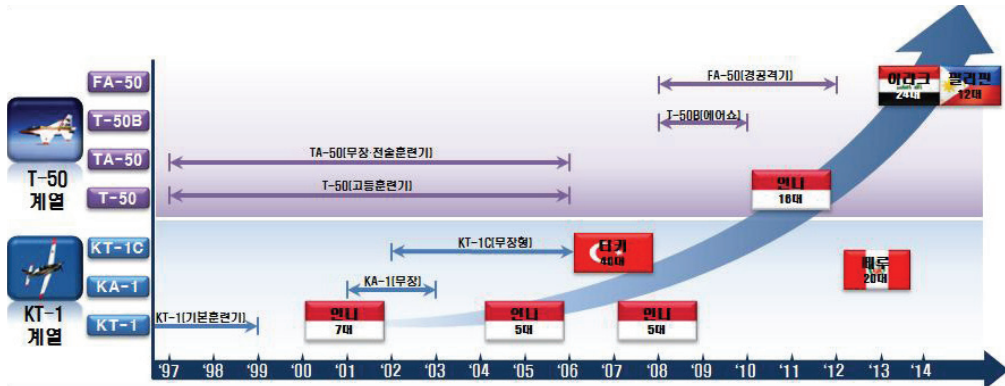 FA-50
T-50B
TA-50
T-50
T-50
계열
KT-1C
KA-1
KT-1
KT-1
계열
FA-50(경공격기)
T-50B(에어쇼)
TA-50(무장·전술훈련기)
T-50(고등훈련기)
KT-1C(무장형)
KA-1(무장)
KT-1(기본훈련기)
이라크
24대
필리핀
12대
인니
16대
터키
40대
페루
20대
인니
7대
인니
5대
인니
5대
'97 '98 '99 '00 '01 '02 '03 '04 '05 '06 '07 '08 '09 '10 '11 '12 '13 '14